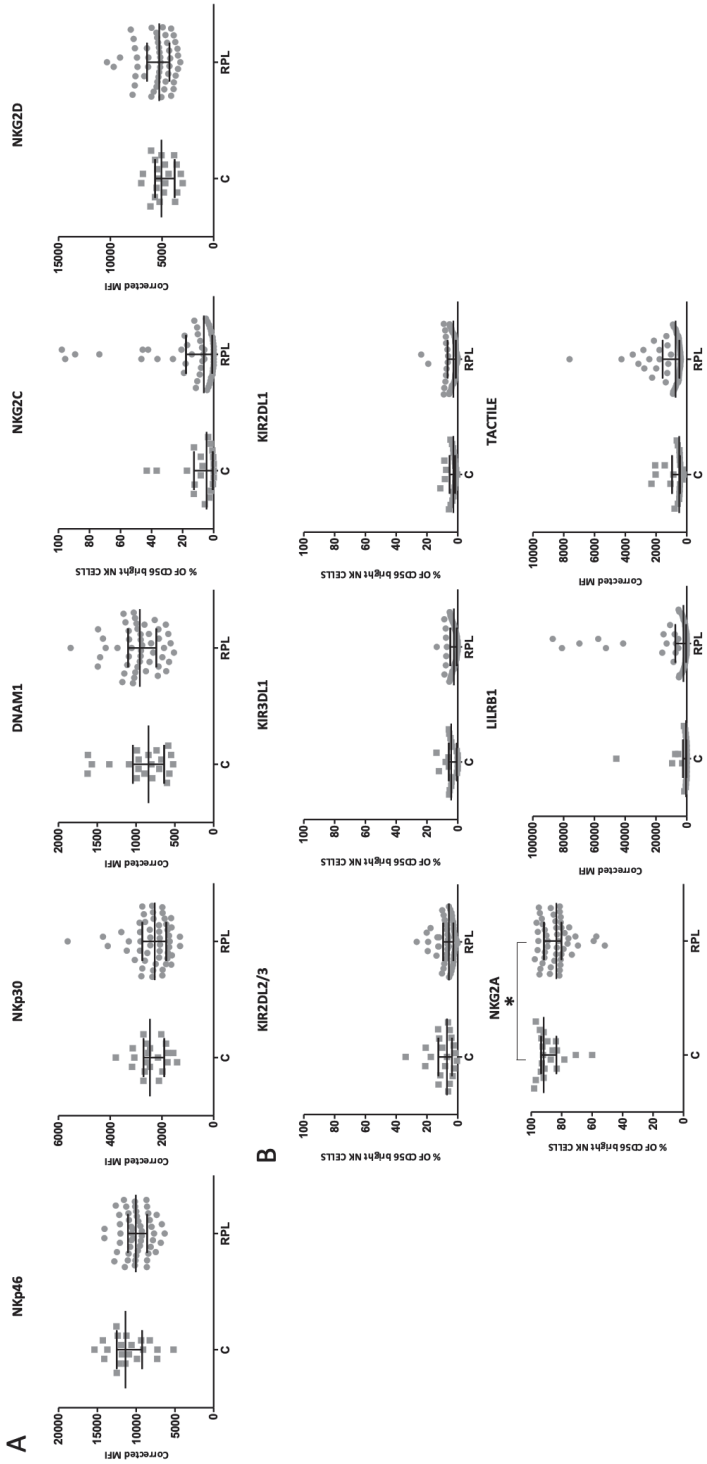 A
NKp46
Corrected MFI
20000
15000
10000
5000
0
C
RPL
NKp30
Corrected MFI
6000
4000
2000
0
C
RPL
DNAM1
Corrected MFI
2000
1500
1000
500
0
C
RPL
NKG2C
% OF CD56 bright NK CELLS
100
80
60
40
20
0
C
RPL
NKG2D
Corrected MFI
15000
10000
5000
0
C
RPL
B
KIR2DL2/3
% OF CD56 bright NK CELLS
100
80
60
40
20
0
C
RPL
KIR3DL1
% OF CD56 bright NK CELLS
100
80
60
40
20
0
C
RPL
KIR2DL1
% OF CD56 bright NK CELLS
100
80
60
40
20
0
C
RPL
NKG2A
*
% OF CD56 bright NK CELLS
100
80
60
40
20
0
C
RPL
LILRB1
Corrected MFI
100000
80000
60000
40000
20000
0
C
RPL
TACTILE
Corrected MFI
10000
8000
6000
4000
2000
0
C
RPL